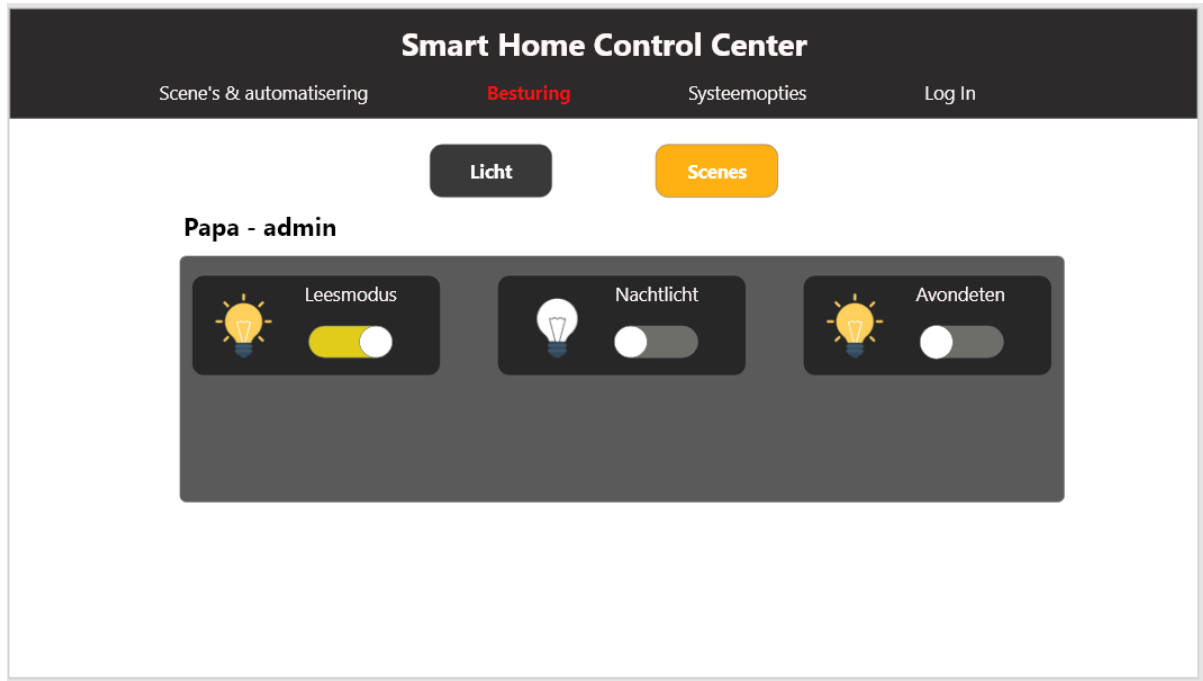 Smart Home Control Center
Scene's & automatisering Besturing Systeemopties Log In
Licht Scenes
Papa - admin
Leesmodus Nachtlicht Avondeten